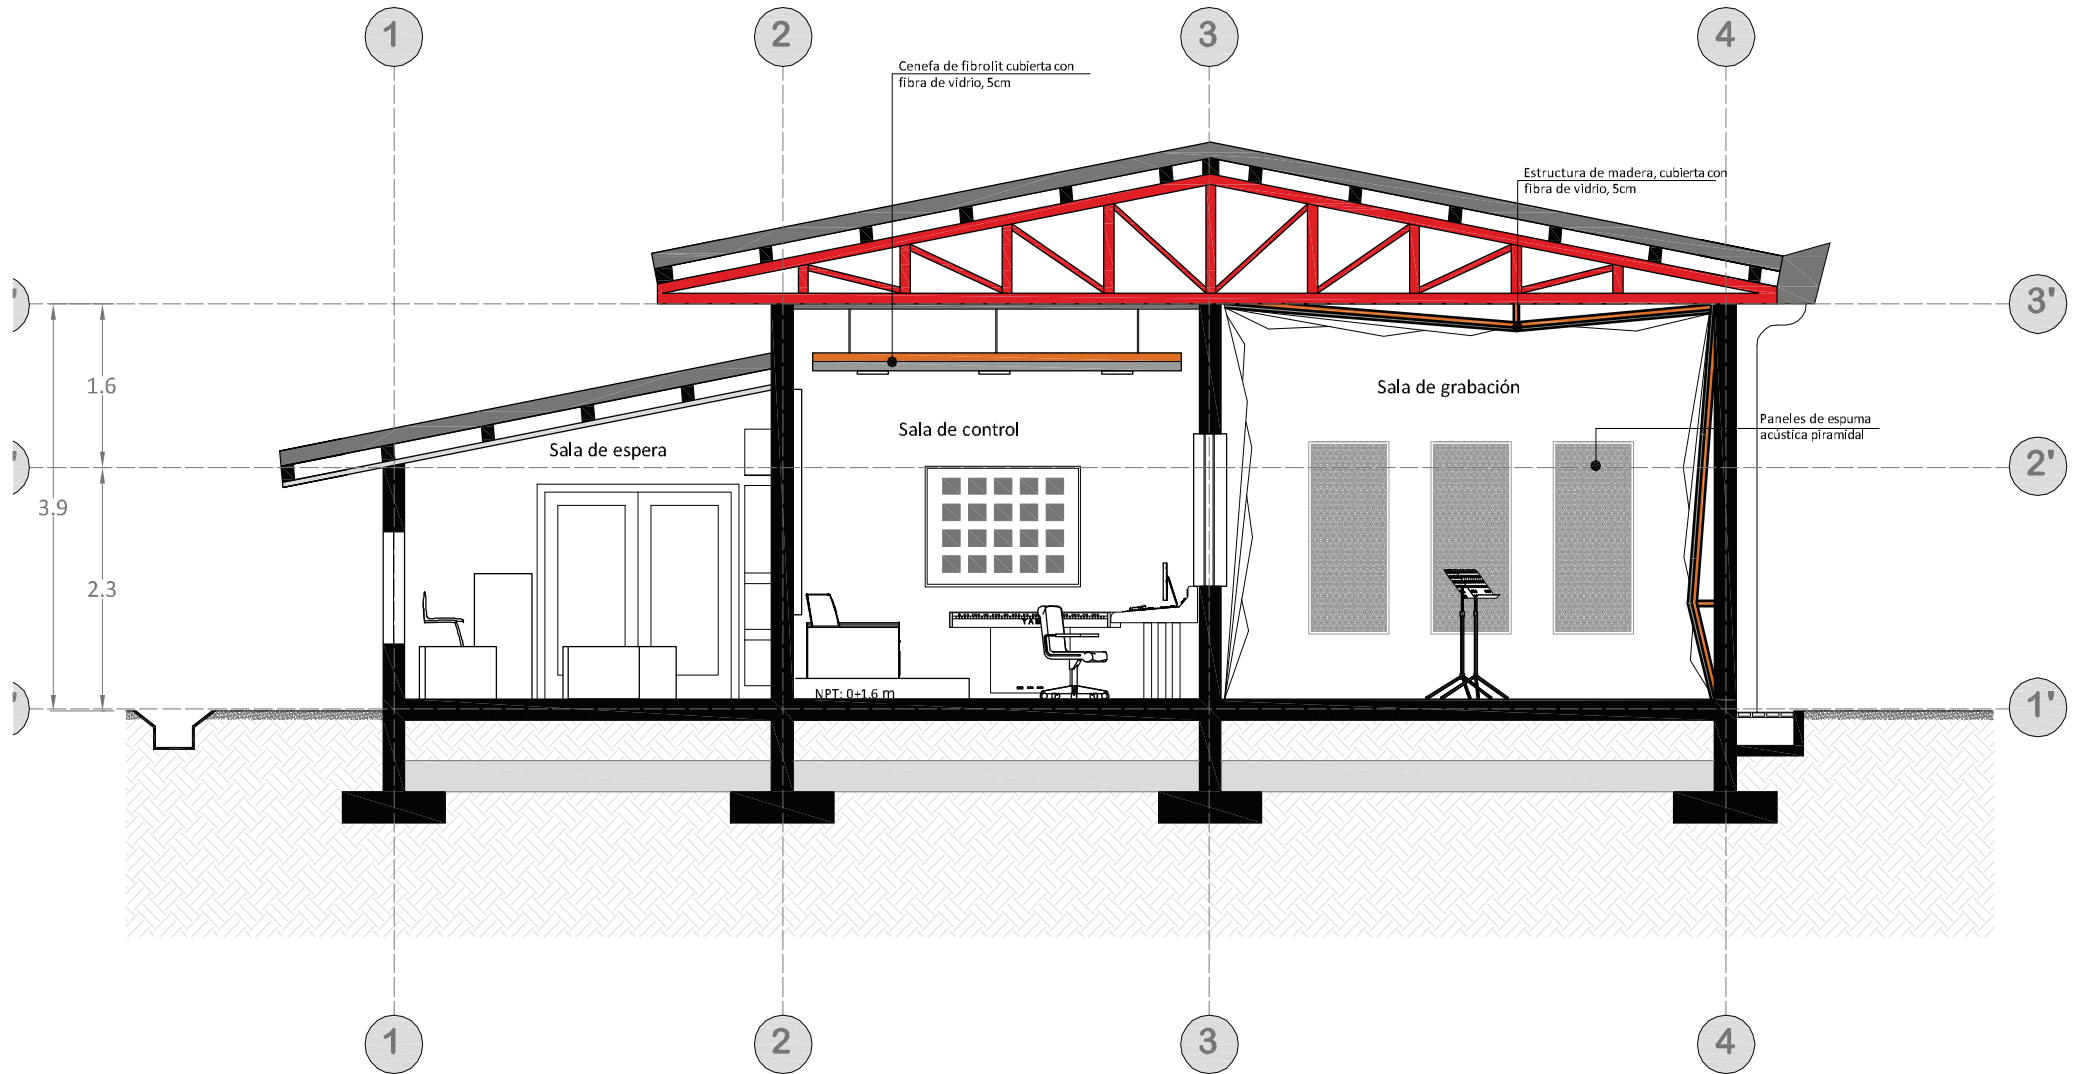 1
2
3
4
Cenefa de fibrolit cubierta con
fibra de vidrio, 5cm
Estructura de madera, cubierta con
fibra de vidrio, 5cm
3'
1.6
Sala de grabación
Paneles de espuma
acústica piramidal
Sala de control
Sala de espera
2'
3.9
2.3
NPT: 0+1.6 m
1'
1
2
3
4